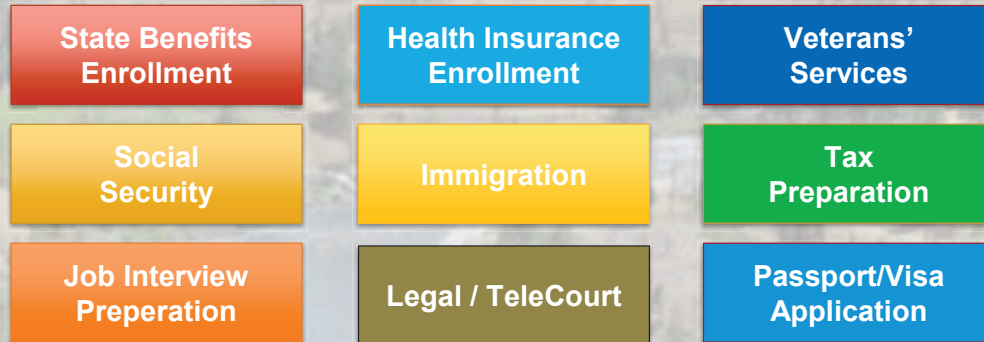 State Benefits
Enrollment
Health Insurance
Enrollment
Veterans’
Services
Social
Security
Immigration
Tax
Preparation
Job Interview
Preperation
Legal / TeleCourt
Passport/Visa
Application